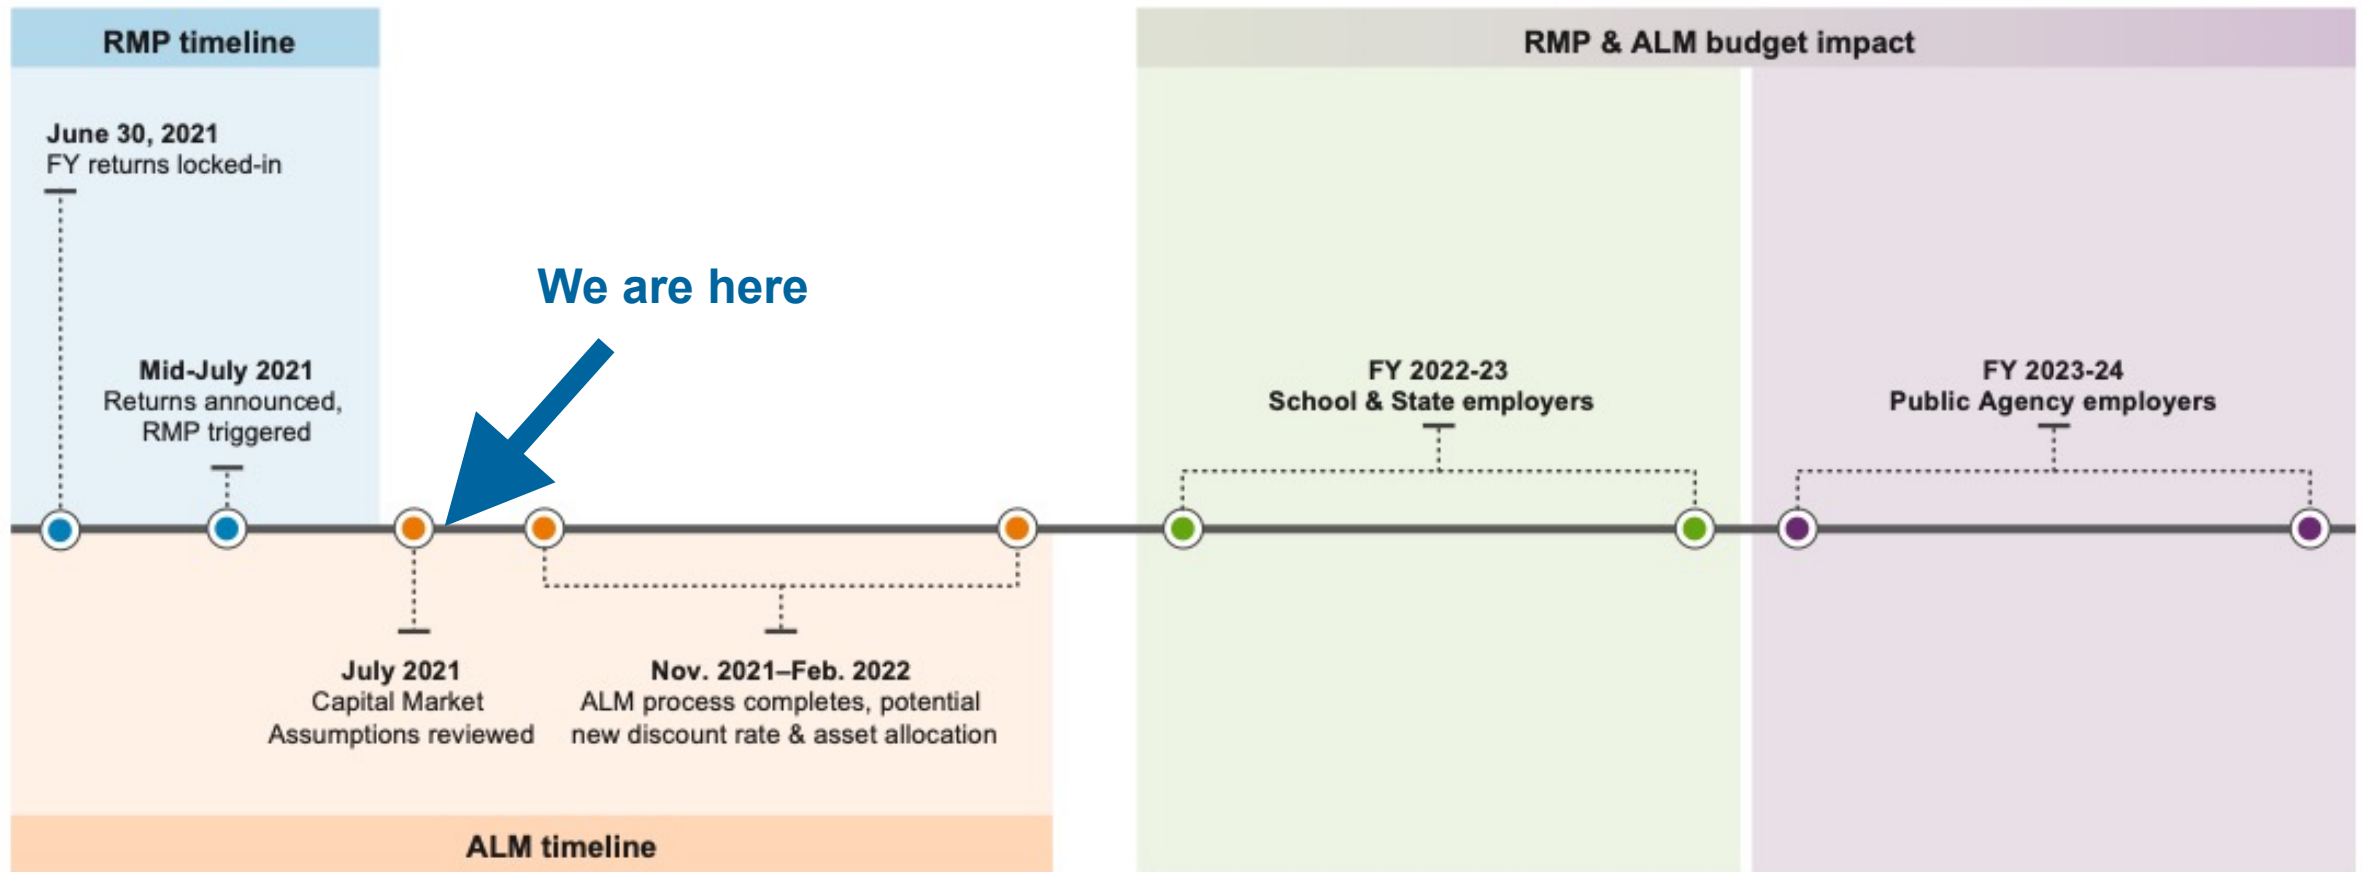 RMP timeline
RMP & ALM budget impact
June 30, 2021
FY returns locked-in
We are here
Mid-July 2021
Returns announced,
RMP triggered
FY 2022-23
School & State employers
FY 2023-24
Public Agency employers
July 2021
Capital Market
Assumptions reviewed
Nov. 2021–Feb. 2022
ALM process completes, potential
new discount rate & asset allocation
ALM timeline